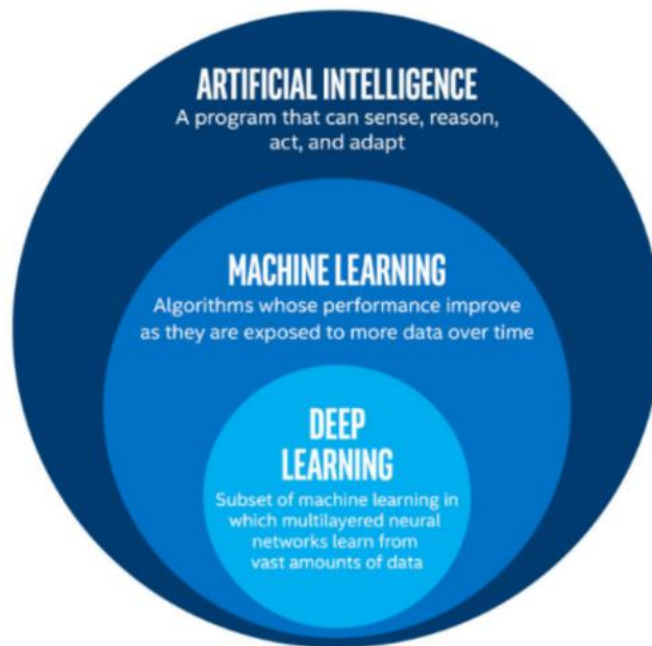 ARTIFICIAL INTELLIGENCE
A program that can sense, reason,
act, and adapt
MACHINE LEARNING
Algorithms whose performance improve
as they are exposed to more data over time
DEEP
LEARNING
Subset of machine learning in
which multilayered neural
networks learn from
vast amounts of data